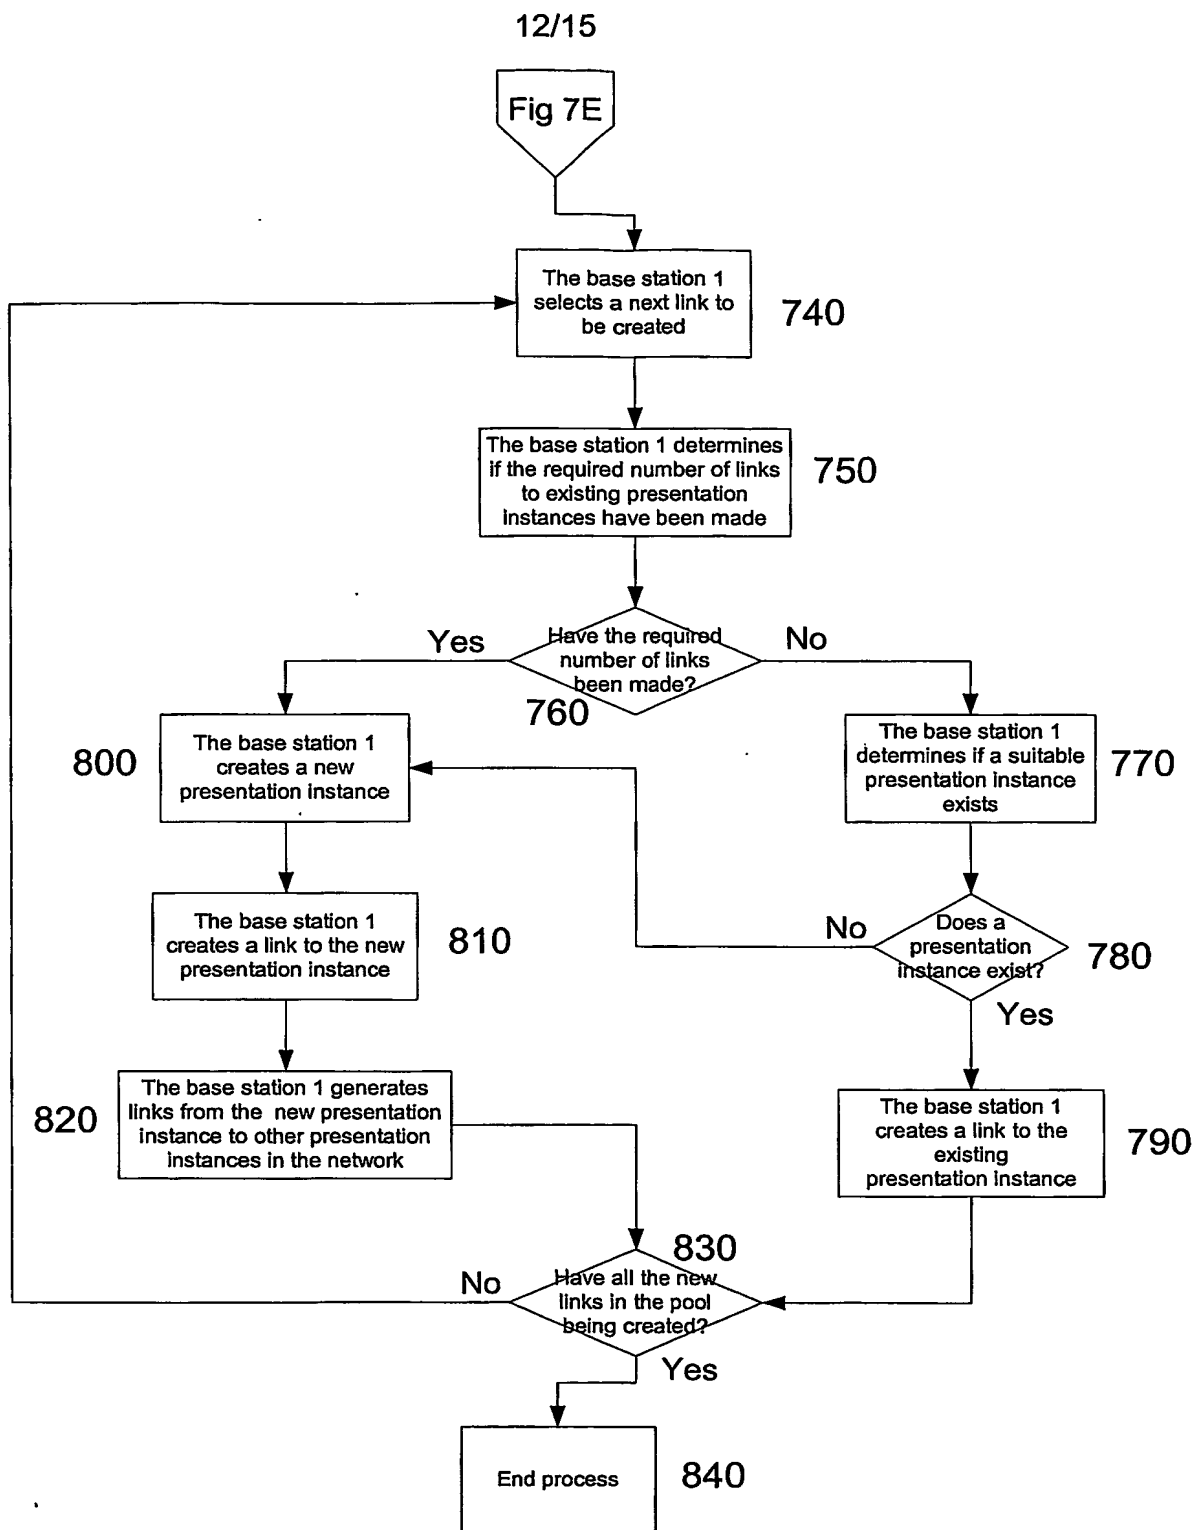 12/15
Fig 7E
The base station 1
selects a next link to
be created
740
The base station 1 determines
if the required number of links
to existing presentation
instances have been made
750
Yes
Have the required
number of links
been made?
No
760
The base station 1
creates a new
presentation instance
800
The base station 1
determines if a suitable
presentation instance
exists
770
The base station 1
creates a link to the new
presentation instance
810
No
Does a
presentation
instance exist?
780
Yes
The base station 1 generates
links from the new presentation
instance to other presentation
instances in the network
820
The base station 1
creates a link to the
existing
presentation instance
790
830
No
Have all the new
links in the pool
being created?
Yes
End process
840